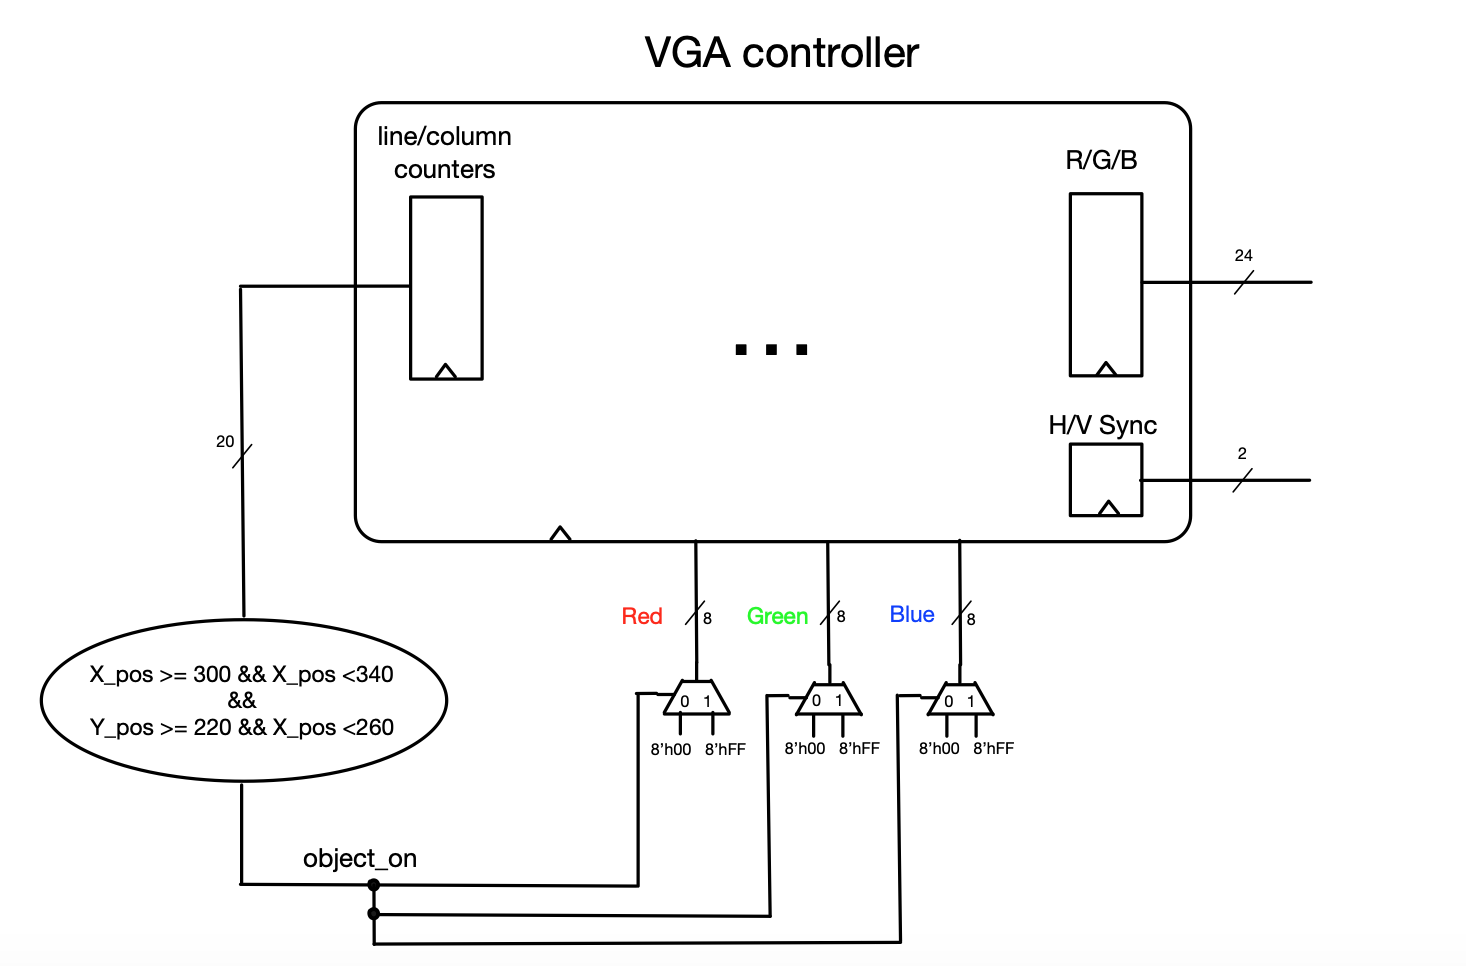 VGA controller
line/column
counters
R/G/B
24
H/V Sync
2
20
Red
8
Green
8
Blue
8
X_pos >= 300 && X_pos <340
&&
Y_pos >= 220 && X_pos <260
0 1
0 1
0 1
8'h00 8'hFF
8'h00 8'hFF
8'h00 8'hFF
object_on